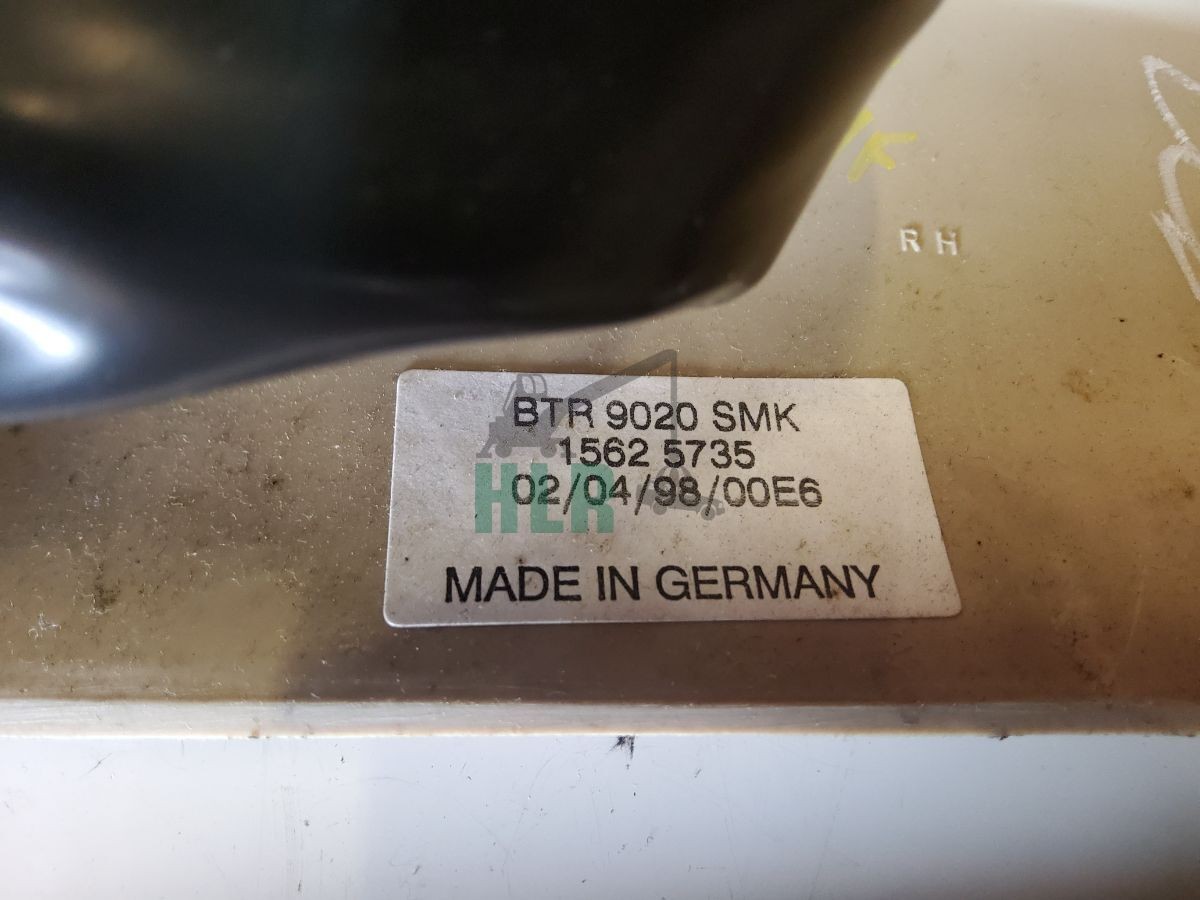 RH
BTR 9020 SMK
1562 5735
02/04/98/00E6
HLR
MADE IN GERMANY